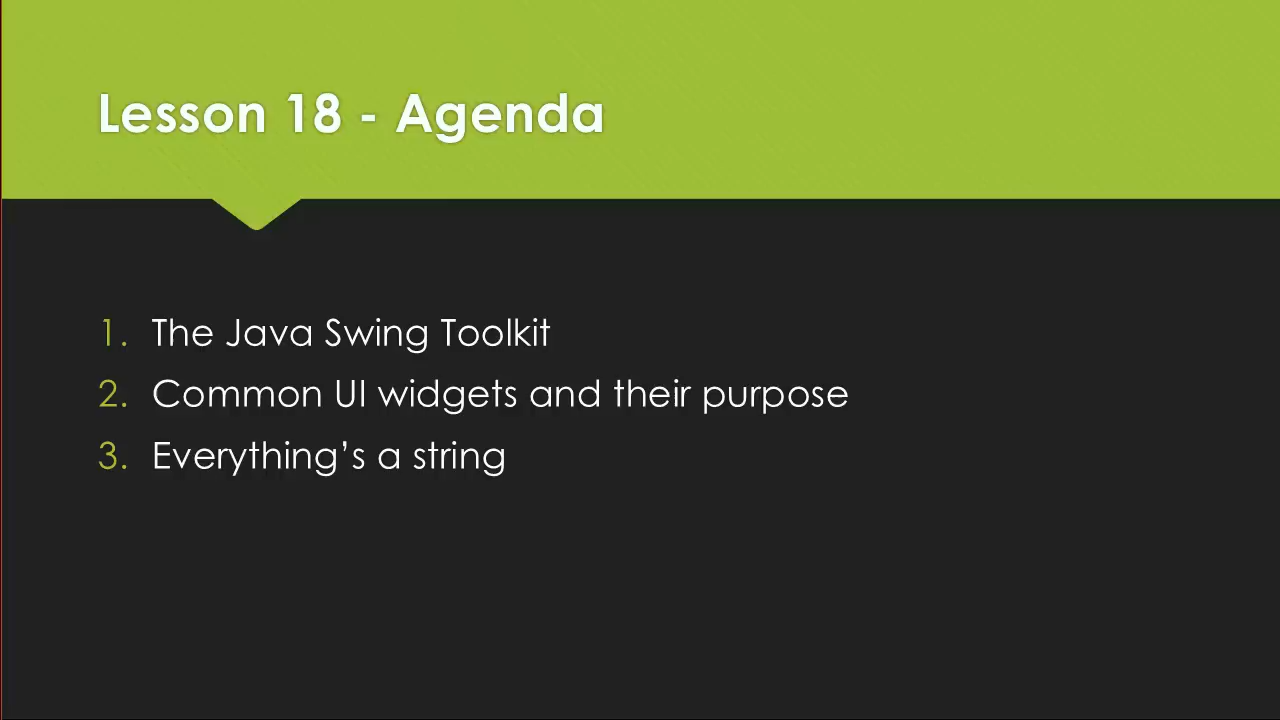 Lesson 18 - Agenda
1. The Java Swing Toolkit
2. Common UI widgets and their purpose
3. Everything’s a string